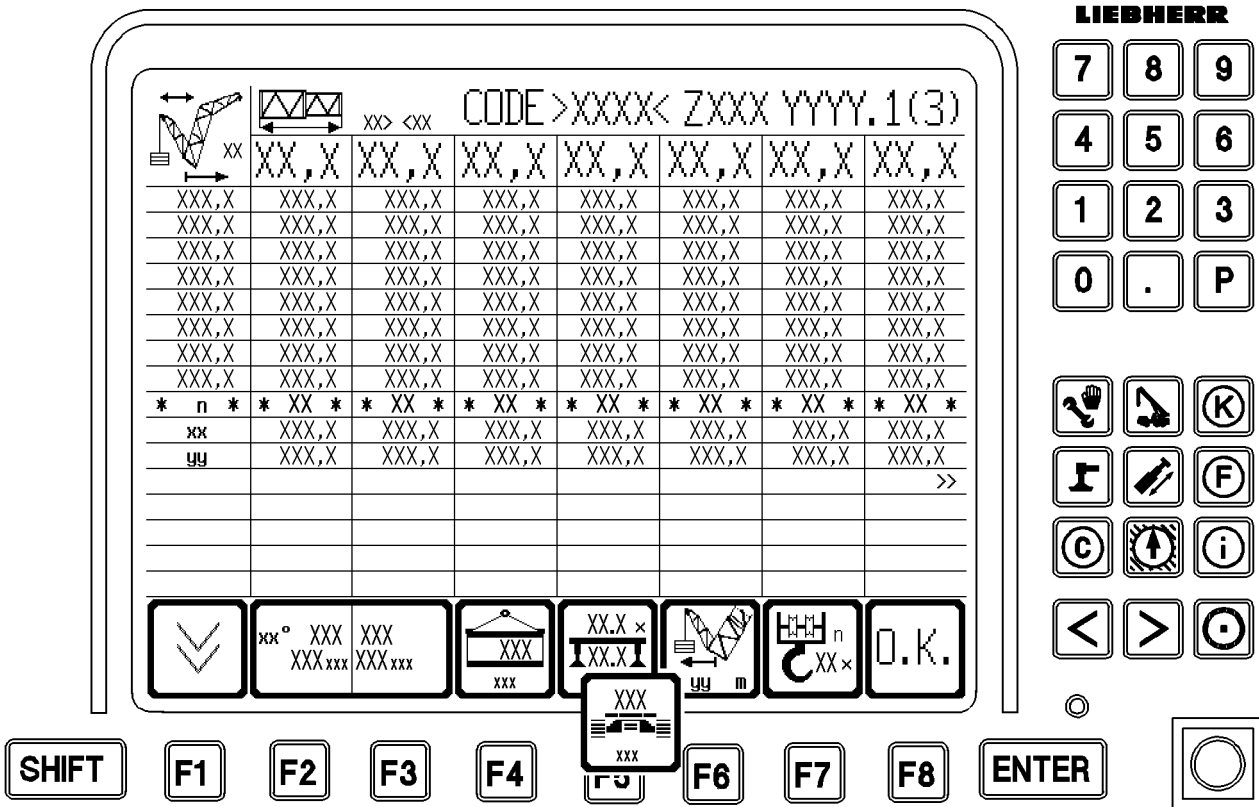 LIEBHERR
XX> <XX CODE >XXXX< ZXXX YYYY.1(3)
XX XX,X XX,X XX,X XX,X XX,X XX,X XX,X
XXX,X XXX,X XXX,X XXX,X XXX,X XXX,X XXX,X XXX,X
XXX,X XXX,X XXX,X XXX,X XXX,X XXX,X XXX,X XXX,X
XXX,X XXX,X XXX,X XXX,X XXX,X XXX,X XXX,X XXX,X
XXX,X XXX,X XXX,X XXX,X XXX,X XXX,X XXX,X XXX,X
XXX,X XXX,X XXX,X XXX,X XXX,X XXX,X XXX,X XXX,X
XXX,X XXX,X XXX,X XXX,X XXX,X XXX,X XXX,X XXX,X
XXX,X XXX,X XXX,X XXX,X XXX,X XXX,X XXX,X XXX,X
XXX,X XXX,X XXX,X XXX,X XXX,X XXX,X XXX,X XXX,X
* n * * XX * * XX * * XX * * XX * * XX * * XX * * XX *
xx XXX,X XXX,X XXX,X XXX,X XXX,X XXX,X XXX,X
yy XXX,X XXX,X XXX,X XXX,X XXX,X XXX,X XXX,X
>>
xx° XXX XXX
XXX xxx XXX xxx
XXX
xxx
XX.X ×
XX.X
yy m
n
XX ×
O.K.
XXX
xxx
7 8 9
4 5 6
1 2 3
0 . P
K
F
C i
< >
SHIFT F1 F2 F3 F4 F5 F6 F7 F8 ENTER